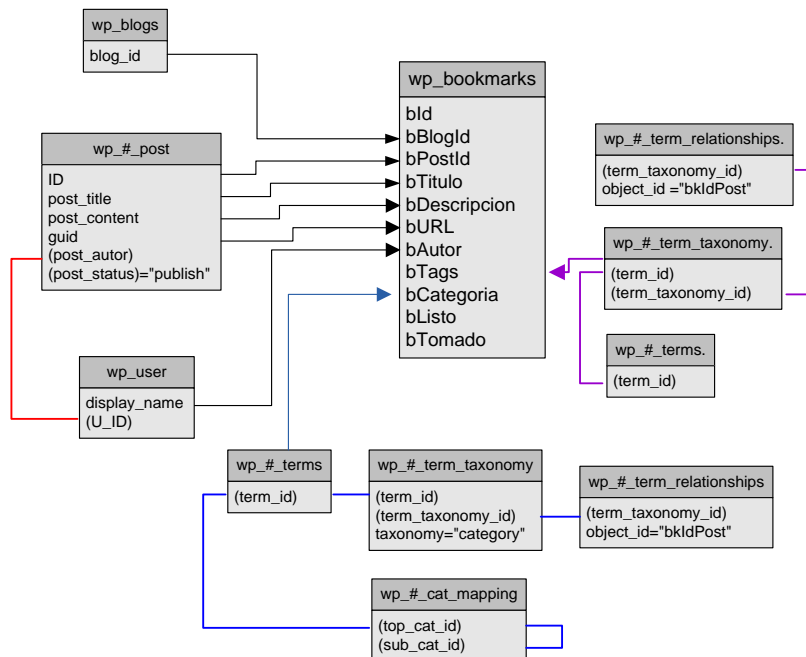 wp_blogs
blog_id
wp_#_post
ID
post_title
post_content
guid
(post_autor)
(post_status)="publish"
wp_user
display_name
(U_ID)
wp_bookmarks
bId
bBlogId
bPostId
bTitulo
bDescripcion
bURL
bAutor
bTags
bCategoria
bListo
bTomado
wp_#_term_relationships.
(term_taxonomy_id)
object_id ="bkIdPost"
wp_#_term_taxonomy.
(term_id)
(term_taxonomy_id)
wp_#_terms.
(term_id)
wp_#_terms
(term_id)
wp_#_term_taxonomy
(term_id)
(term_taxonomy_id)
taxonomy="category"
wp_#_term_relationships
(term_taxonomy_id)
object_id="bkIdPost"
wp_#_cat_mapping
(top_cat_id)
(sub_cat_id)